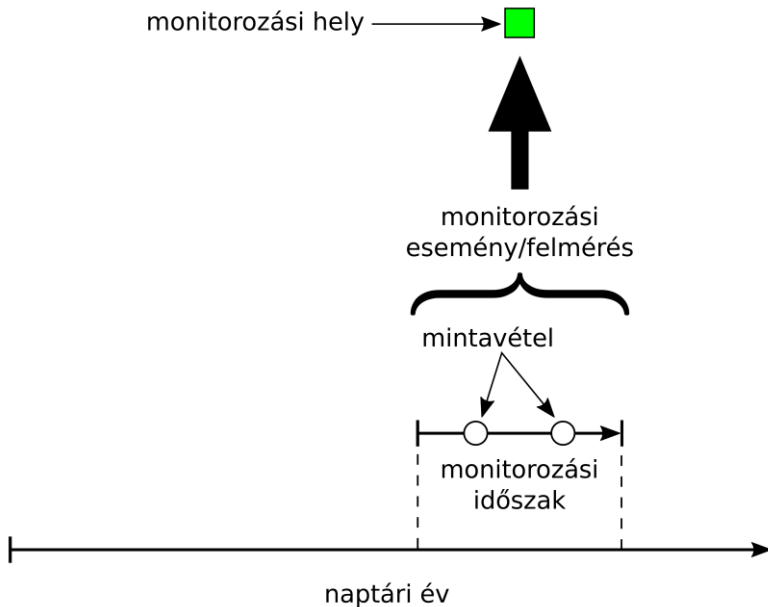 monitorozási hely
monitorozási
esemény/felmérés
mintavétel
monitorozási
időszak
naptári év